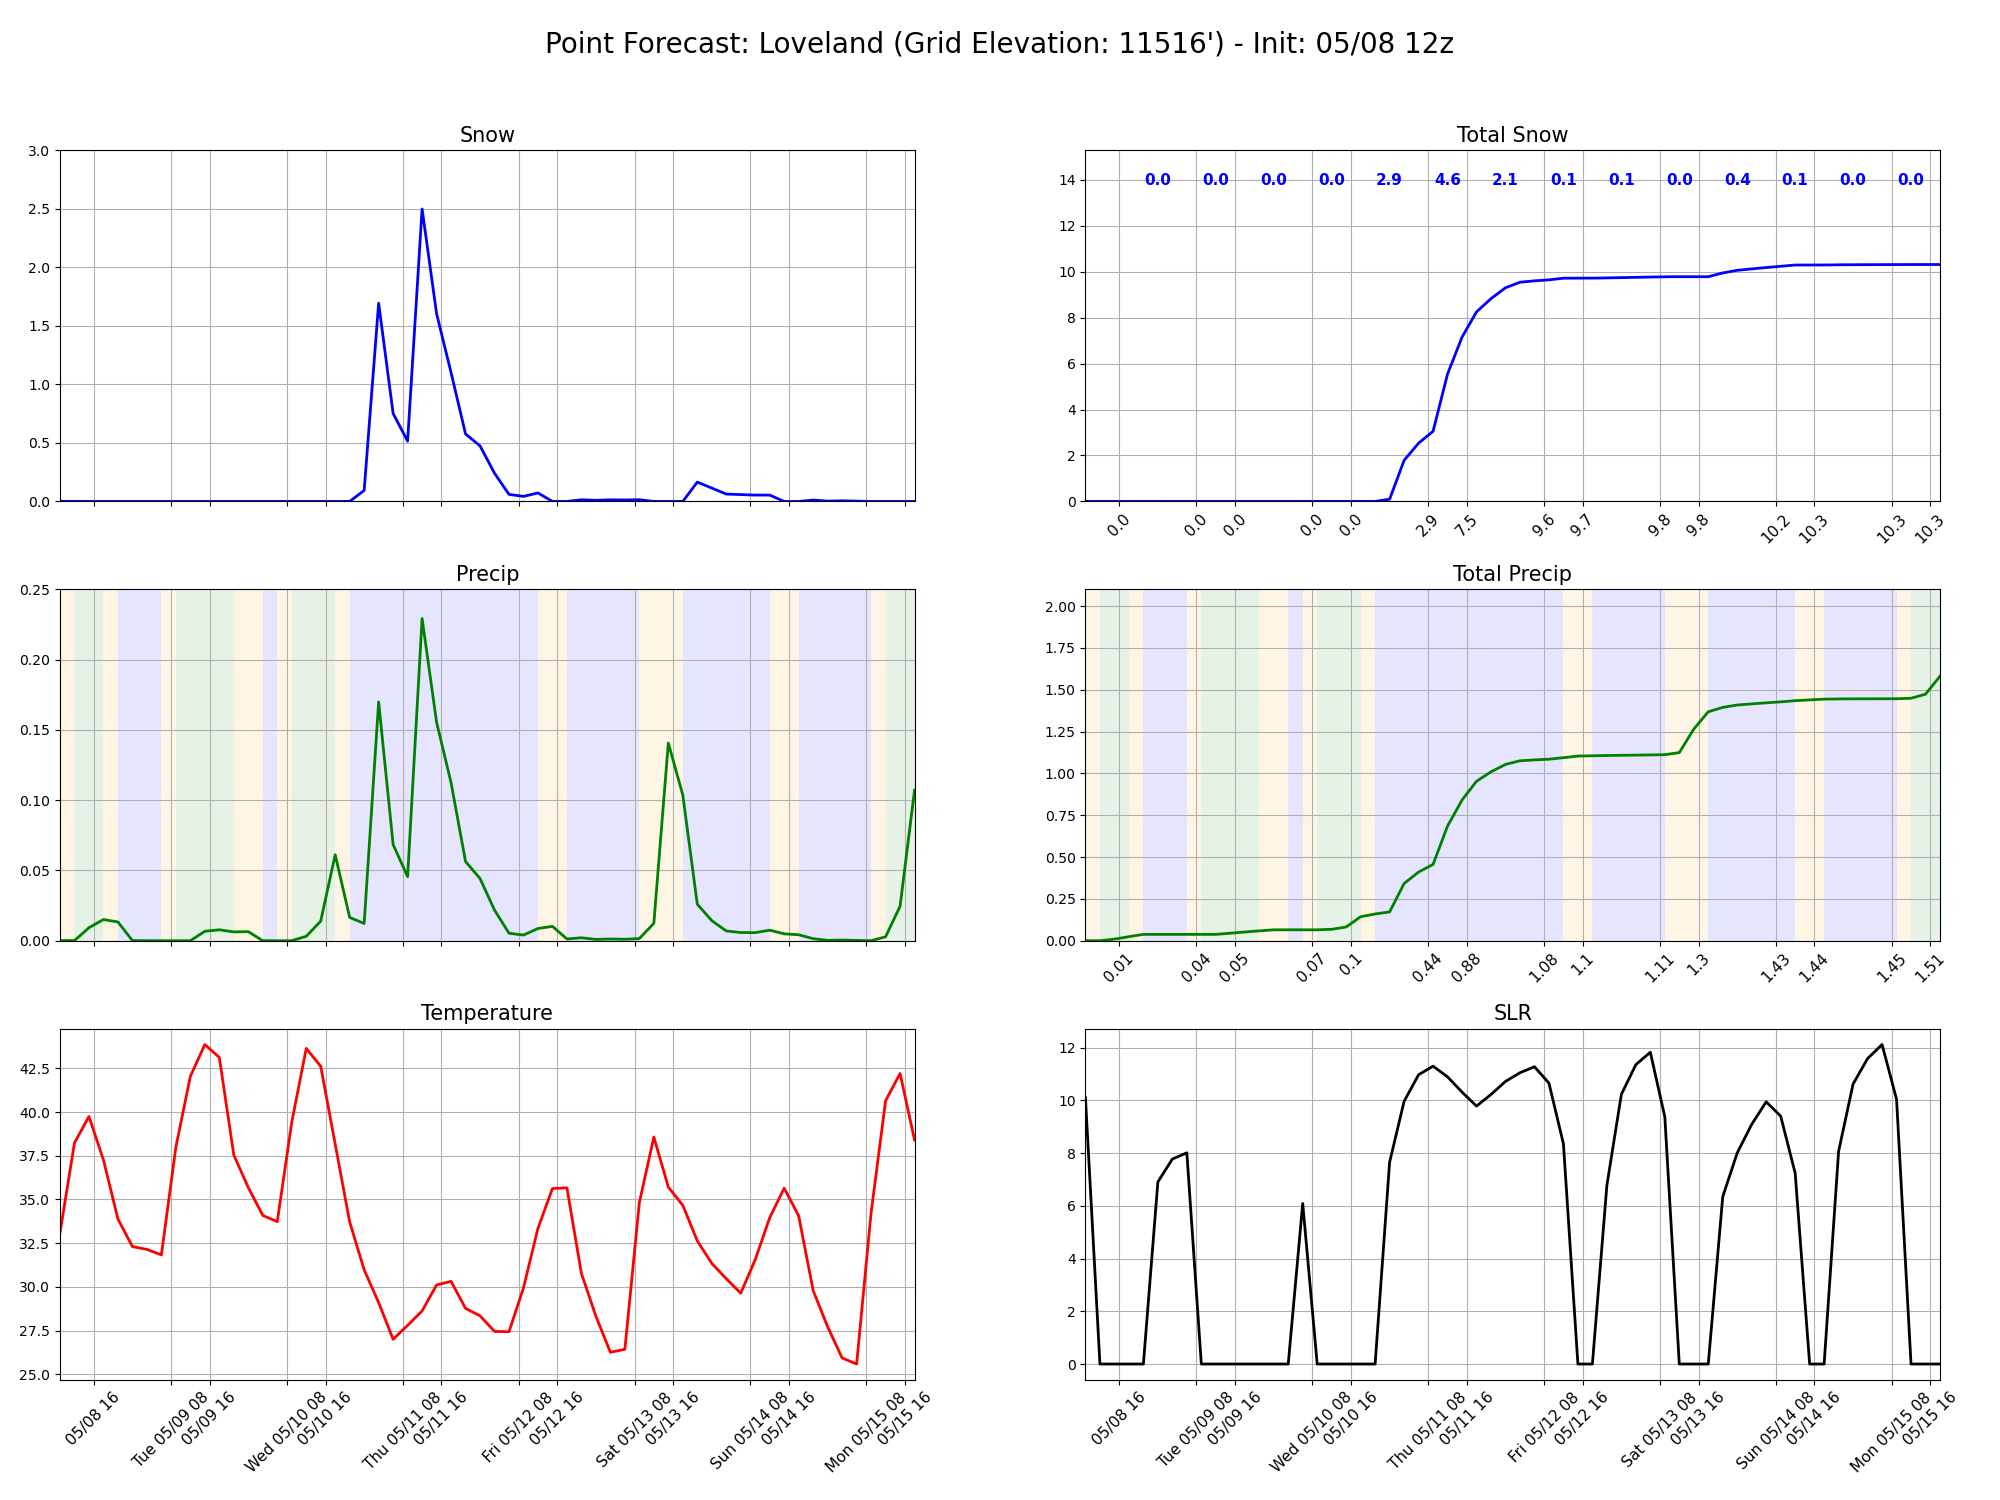 Point Forecast: Loveland (Grid Elevation: 11516') - Init: 05/08 12z
Snow
3.0
2.5
2.0
1.5
1.0
0.5
0.0
Total Snow
14
12
10
8
6
4
2
0
0.0 0.0 0.0 0.0 2.9 4.6 2.1 0.1 0.1 0.0 0.4 0.1 0.0 0.0
0.0 0.0 0.0 0.0 0.0 2.9 7.5 9.6 9.7 9.8 9.8 10.2 10.3 10.3 10.3
Precip
0.25
0.20
0.15
0.10
0.05
0.00
Total Precip
2.00
1.75
1.50
1.25
1.00
0.75
0.50
0.25
0.00
0.01 0.04 0.05 0.07 0.1 0.44 0.88 1.08 1.1 1.11 1.3 1.43 1.44 1.45 1.51
Temperature
42.5
40.0
37.5
35.0
32.5
30.0
27.5
25.0
05/08 16
Tue 05/09 08
05/09 16
Wed 05/10 08
05/10 16
Thu 05/11 08
05/11 16
Fri 05/12 08
05/12 16
Sat 05/13 08
05/13 16
Sun 05/14 08
05/14 16
Mon 05/15 08
05/15 16
SLR
12
10
8
6
4
2
0
05/08 16
Tue 05/09 08
05/09 16
Wed 05/10 08
05/10 16
Thu 05/11 08
05/11 16
Fri 05/12 08
05/12 16
Sat 05/13 08
05/13 16
Sun 05/14 08
05/14 16
Mon 05/15 08
05/15 16